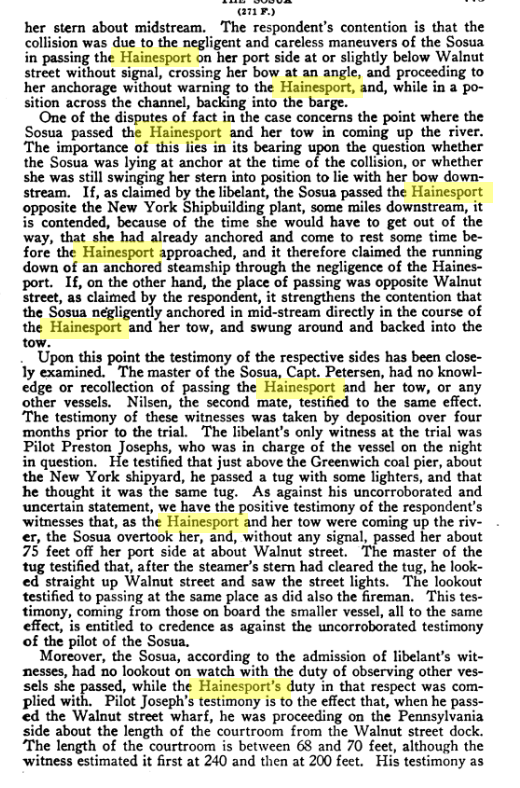 THE SOSUA
(271 F.)
her stern about midstream. The respondent's contention is that the
collision was due to the negligent and careless maneuvers of the Sosua
in passing the Hainesport on her port side at or slightly below Walnut
street without signal, crossing her bow at an angle, and proceeding to
her anchorage without warning to the Hainesport, and, while in a po-
sition across the channel, backing into the barge.
One of the disputes of fact in the case concerns the point where the
Sosua passed the Hainesport and her tow in coming up the river.
The importance of this lies in its bearing upon the question whether
the Sosua was lying at anchor at the time of the collision, or whether
she was still swinging her stern into position to lie with her bow down-
stream. If, as claimed by the libelant, the Sosua passed the Hainesport
opposite the New York Shipbuilding plant, some miles downstream, it
is contended, because of the time she would have to get out of the
way, that she had already anchored and come to rest some time be-
fore the Hainesport approached, and it therefore claimed the running
down of an anchored steamship through the negligence of the Haines-
port. If, on the other hand, the place of passing was opposite Walnut
street, as claimed by the respondent, it strengthens the contention that
the Sosua negligently anchored in mid-stream directly in the course of
the Hainesport and her tow, and swung around and backed into the
tow.
Upon this point the testimony of the respective sides has been close-
ly examined. The master of the Sosua, Capt. Petersen, had no knowl-
edge or recollection of passing the Hainesport and her tow, or any
other vessels. Nilsen, the second mate, testified to the same effect.
The testimony of these witnesses was taken by deposition over four
months prior to the trial. The libelant's only witness at the trial was
Pilot Preston Josephs, who was in charge of the vessel on the night
in question. He testified that just above the Greenwich coal pier, about
the New York shipyard, he passed a tug with some lighters, and that
he thought it was the same tug. As against his uncorroborated and
uncertain statement, we have the positive testimony of the respondent's
witnesses that, as the Hainesport and her tow were coming up the riv-
er, the Sosua overtook her, and, without any signal, passed her about
75 feet off her port side at about Walnut street. The master of the
tug testified that, after the steamer's stern had cleared the tug, he look-
ed straight up Walnut street and saw the street lights. The lookout
testified to passing at the same place as did also the fireman. This tes-
timony, coming from those on board the smaller vessel, all to the same
effect, is entitled to credence as against the uncorroborated testimony
of the pilot of the Sosua.
Moreover, the Sosua, according to the admission of libelant's wit-
nesses, had no lookout on watch with the duty of observing other ves-
sels she passed, while the Hainesport's duty in that respect was com-
plied with. Pilot Joseph's testimony is to the effect that, when he pass-
ed the Walnut street wharf, he was proceeding on the Pennsylvania
side about the length of the courtroom from the Walnut street dock.
The length of the courtroom is between 68 and 70 feet, although the
witness estimated it first at 240 and then at 200 feet. His testimony as